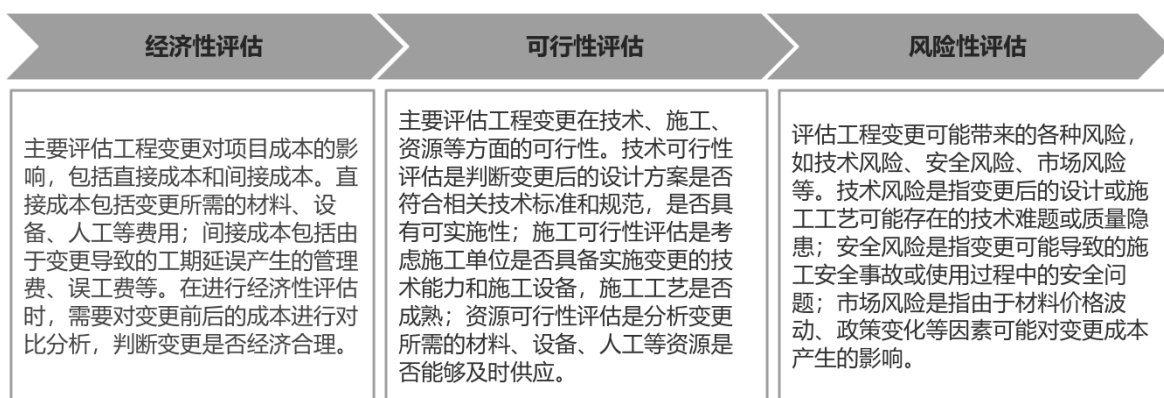 经济性评估
可行性评估
风险性评估
主要评估工程变更对项目成本的影
响，包括直接成本和间接成本。直
接成本包括变更所需的材料、设
备、人工等费用；间接成本包括由
于变更导致的工期延误产生的管理
费、误工费等。在进行经济性评估
时，需要对变更前后的成本进行对
比分析，判断变更是否经济合理。
主要评估工程变更在技术、施工、
资源等方面的可行性。技术可行性
评估是判断变更后的设计方案是否
符合相关技术标准和规范，是否具
有可实施性；施工可行性评估是考
虑施工单位是否具备实施变更的技
术能力和施工设备，施工工艺是否
成熟；资源可行性评估是分析变更
所需的材料、设备、人工等资源是
否能够及时供应。
评估工程变更可能带来的各种风险，
如技术风险、安全风险、市场风险
等。技术风险是指变更后的设计或施
工工艺可能存在的技术难题或质量隐
患；安全风险是指变更可能导致的施
工安全事故或使用过程中的安全问
题；市场风险是指由于材料价格波
动、政策变化等因素可能对变更成本
产生的影响。